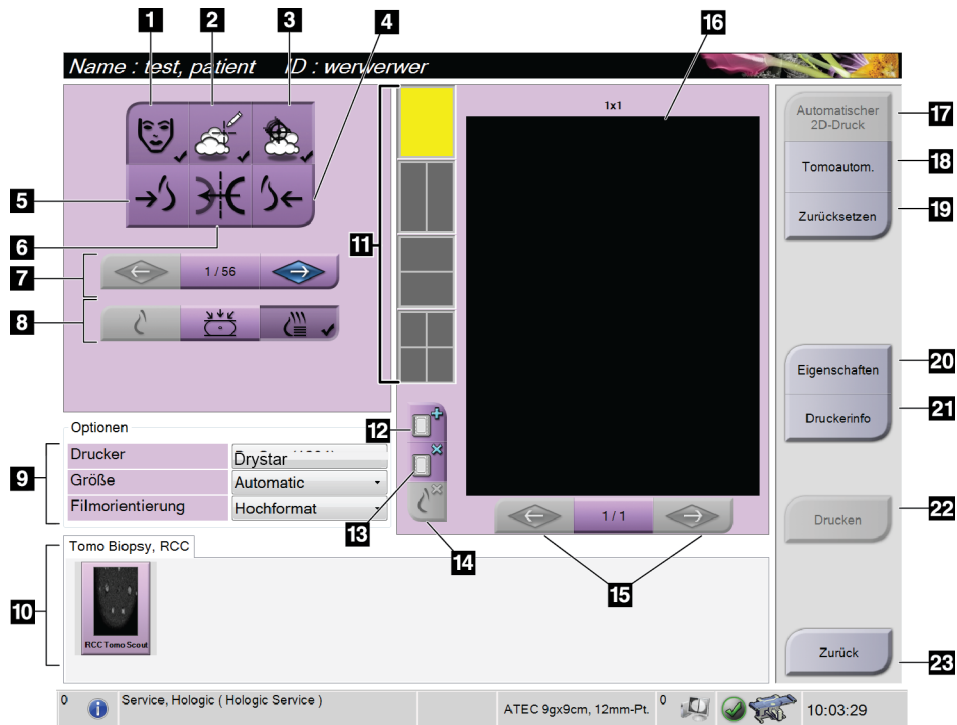 1
2
3
4
16
Name : test, patient ID : werwerwer
1x1
Automatischer
2D-Druck
17
Tomoautom.
18
Zurücksetzen
19
5
6
11
7
1 / 56
8
Eigenschaften
20
Druckerinfo
21
12
Optionen
9
Drucker
Drystar
Größe
Automatic
Filmorientierung
Hochformat
13
14
1 / 1
15
Drucken
22
Tomo Biopsy, RCC
10
RCC Tomo Scout
Zurück
23
0
Service, Hologic ( Hologic Service )
ATEC 9gx9cm, 12mm-Pt.
0
10:03:29